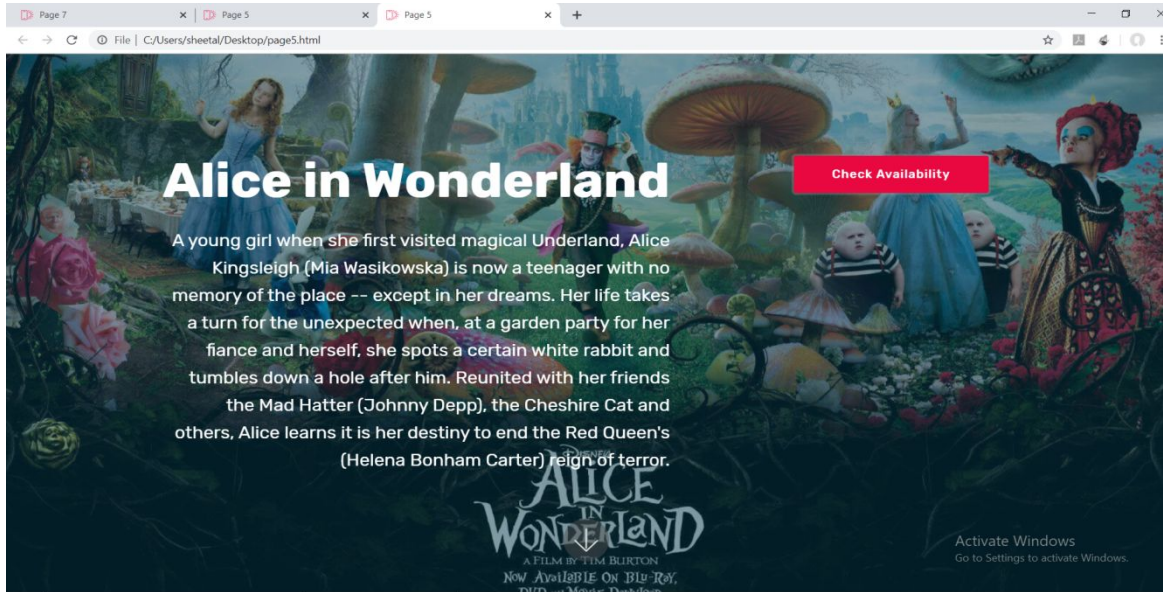 Page 7
Page 5
Page 5
File | C:/Users/sheetal/Desktop/page5.html
Alice in Wonderland
Check Availability
A young girl when she first visited magical Underland, Alice
Kingsleigh (Mia Wasikowska) is now a teenager with no
memory of the place -- except in her dreams. Her life takes
a turn for the unexpected when, at a garden party for her
fiance and herself, she spots a certain white rabbit and
tumbles down a hole after him. Reunited with her friends
the Mad Hatter (Johnny Depp), the Cheshire Cat and
others, Alice learns it is her destiny to end the Red Queen's
(Helena Bonham Carter) reign of terror.
DISNEY
ALICE
IN
WONDERLAND
A FILM BY TIM BURTON
NOW AVAILABLE ON BLU-RAY,
DVD AND MOVIE DOWNLOAD
Activate Windows
Go to Settings to activate Windows.